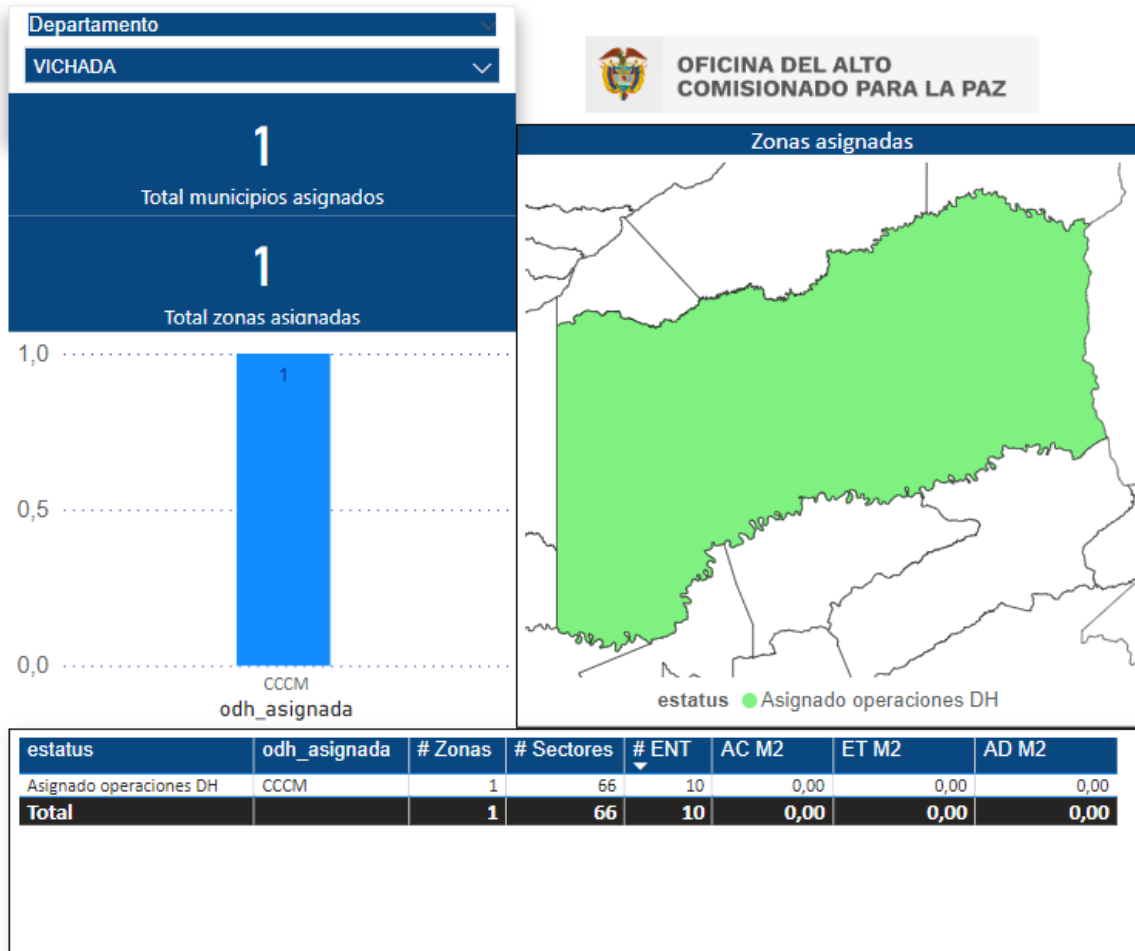 Departamento
VICHADA
OFICINA DEL ALTO
COMISIONADO PARA LA PAZ
1
Total municipios asignados
1
Total zonas asignadas
Zonas asignadas
1,0
1
0,5
0,0
CCCM
odh_asignada
estatus Asignado operaciones DH
estatus odh_asignada # Zonas # Sectores # ENT AC M2 ET M2 AD M2
Asignado operaciones DH CCCM 1 66 10 0,00 0,00 0,00
Total 1 66 10 0,00 0,00 0,00